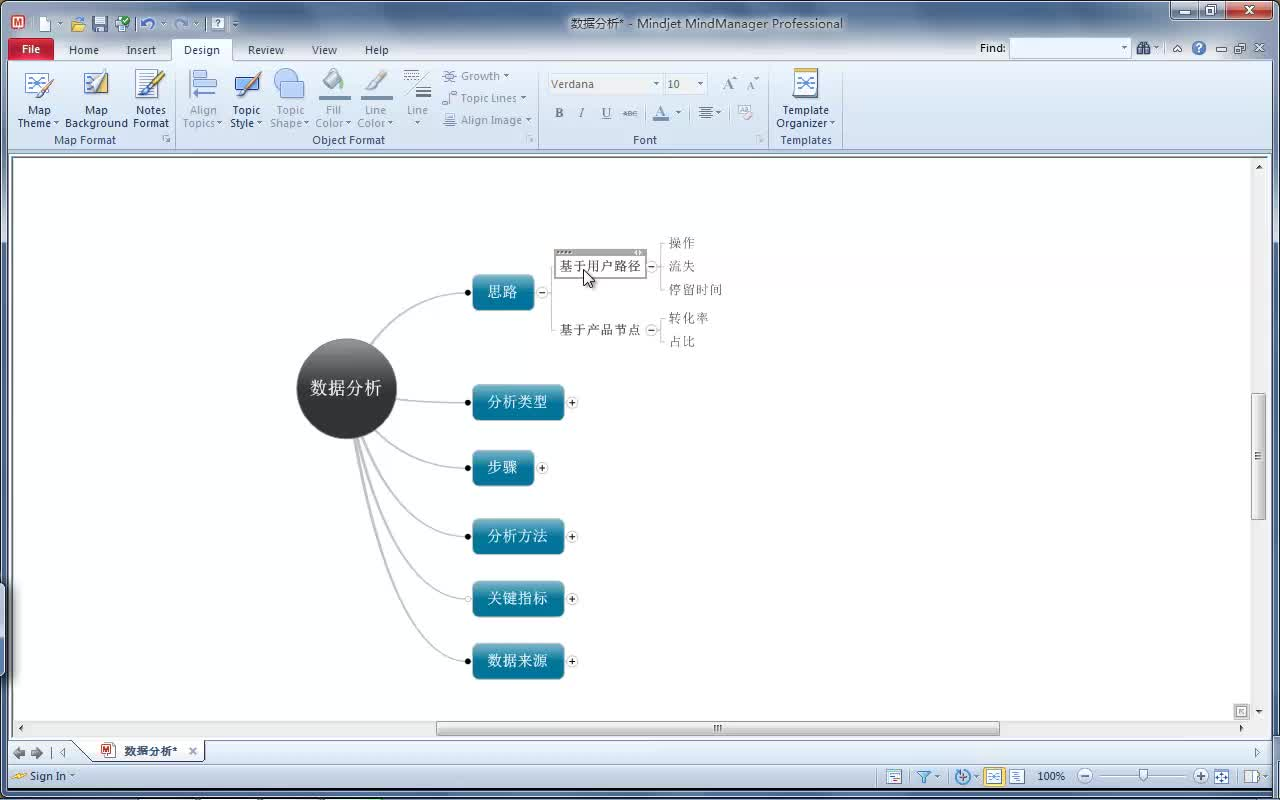 数据分析* - Mindjet MindManager Professional
File Home Insert Design Review View Help Find:
Map Theme
Map Background
Notes Format
Align Topics
Topic Style
Topic Shape
Fill Color
Line Color
Line
Growth
Topic Lines
Align Image
Verdana 10
B I U ABC A
Template Organizer
Map Format Object Format Font Templates
操作
基于用户路径 流失
思路
停留时间
转化率
基于产品节点
占比
数据分析
分析类型
步骤
分析方法
关键指标
数据来源
数据分析*
Sign In 100%